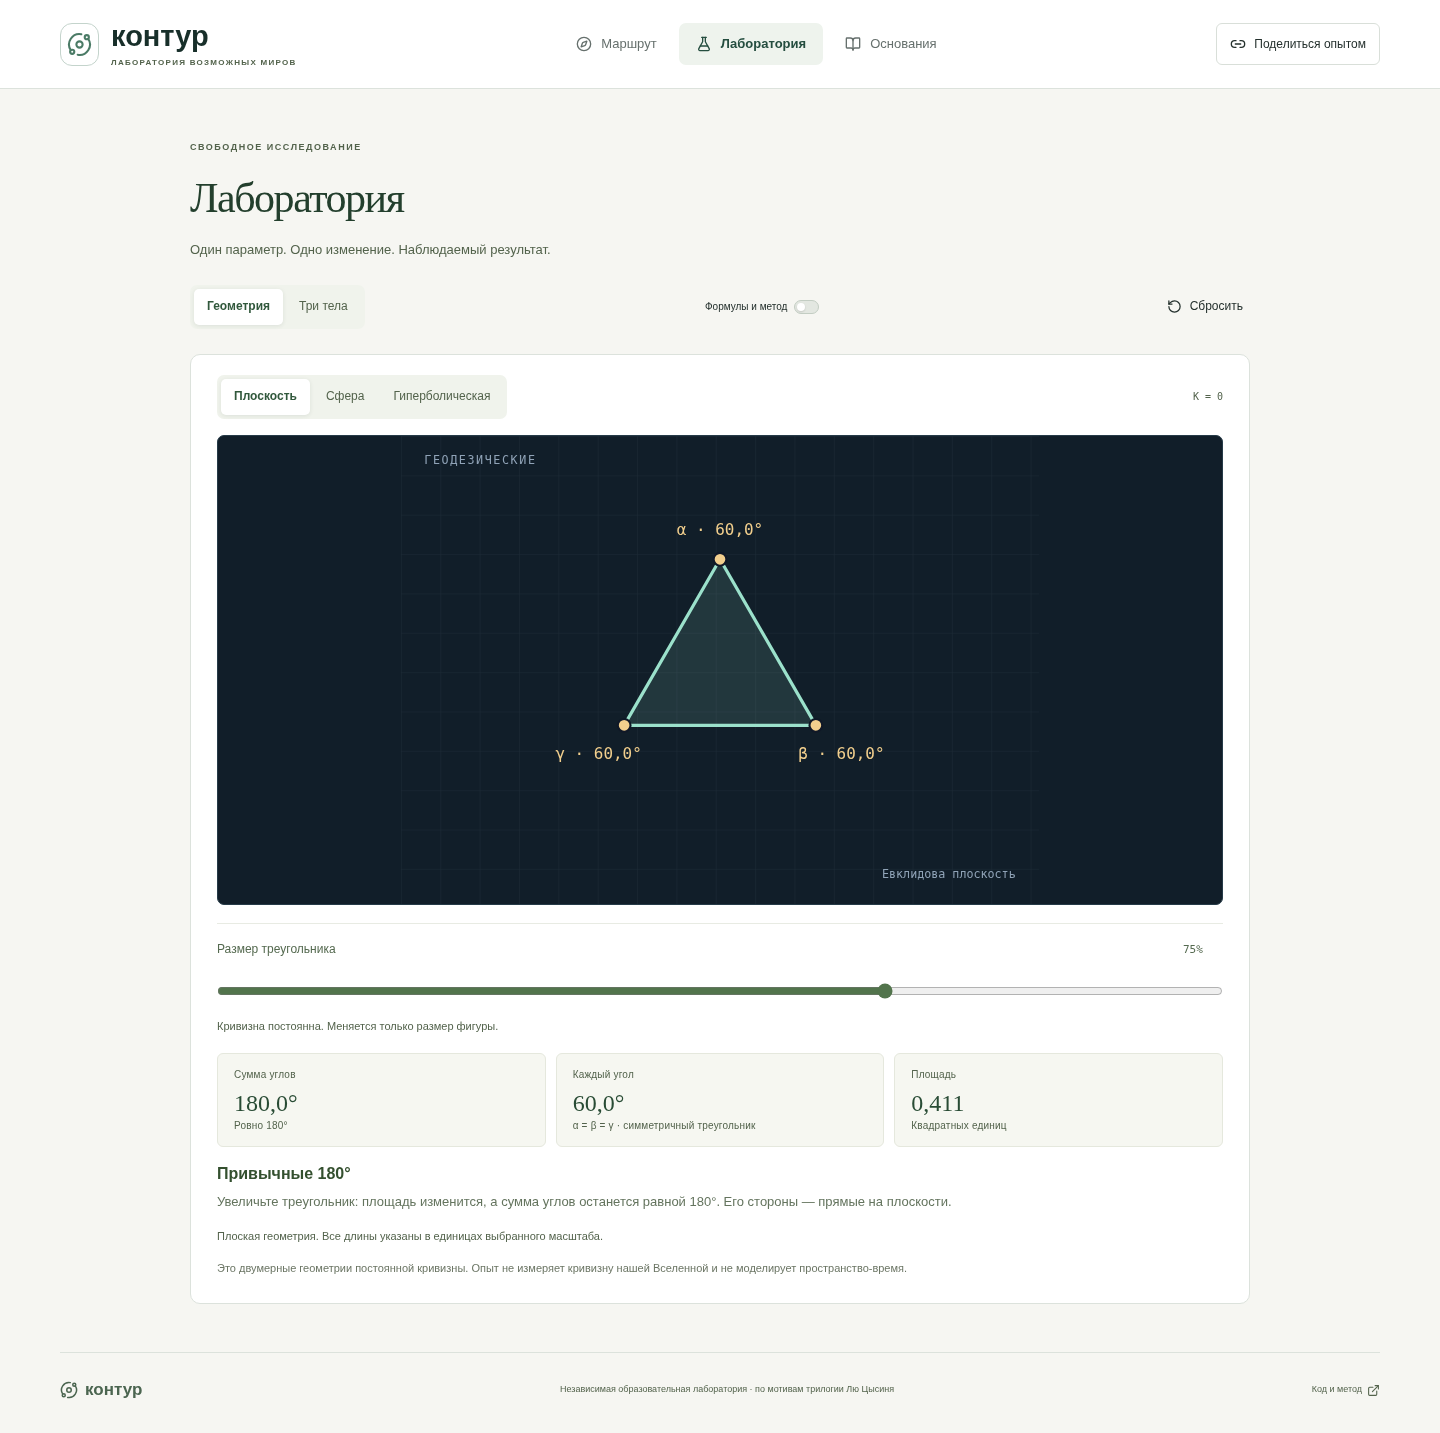 контур
ЛАБОРАТОРИЯ ВОЗМОЖНЫХ МИРОВ
Маршрут
Лаборатория
Основания
Поделиться опытом
СВОБОДНОЕ ИССЛЕДОВАНИЕ
Лаборатория
Один параметр. Одно изменение. Наблюдаемый результат.
Геометрия
Три тела
Формулы и метод
Сбросить
Плоскость
Сфера
Гиперболическая
K = 0
ГЕОДЕЗИЧЕСКИЕ
α · 60,0°
γ · 60,0°
β · 60,0°
Евклидова плоскость
Размер треугольника
75%
Кривизна постоянна. Меняется только размер фигуры.
Сумма углов
180,0°
Ровно 180°
Каждый угол
60,0°
α = β = γ · симметричный треугольник
Площадь
0,411
Квадратных единиц
Привычные 180°
Увеличьте треугольник: площадь изменится, а сумма углов останется равной 180°. Его стороны — прямые на плоскости.
Плоская геометрия. Все длины указаны в единицах выбранного масштаба.
Это двумерные геометрии постоянной кривизны. Опыт не измеряет кривизну нашей Вселенной и не моделирует пространство-время.
контур
Независимая образовательная лаборатория · по мотивам трилогии Лю Цысиня
Код и метод